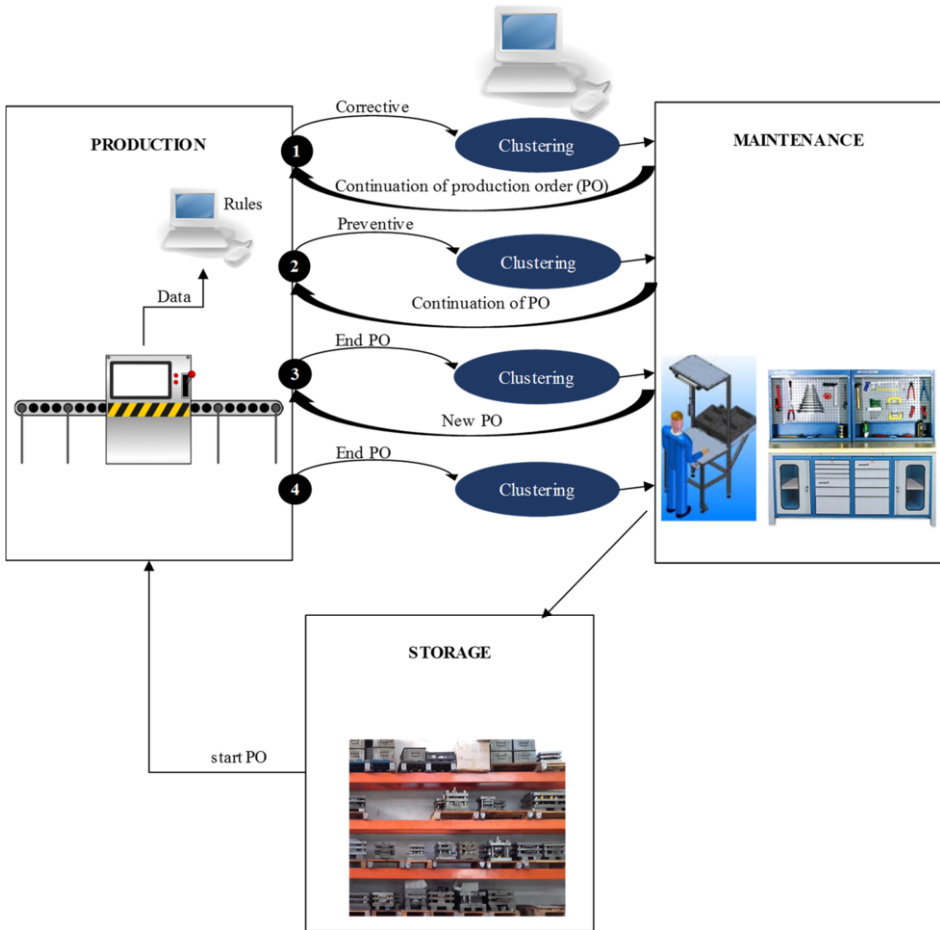 PRODUCTION
Rules
Data
Corrective
1
Clustering
Continuation of production order (PO)
Preventive
2
Clustering
Continuation of PO
End PO
3
Clustering
New PO
End PO
4
Clustering
MAINTENANCE
STORAGE
start PO